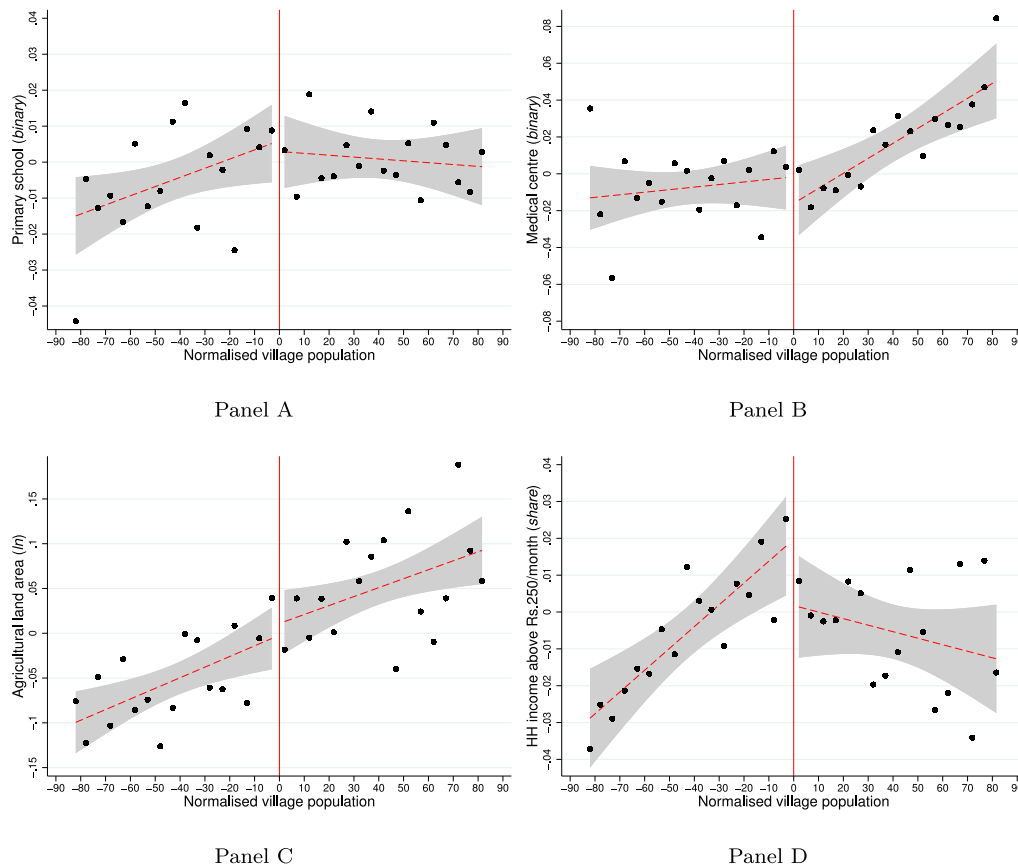 .04
.03
.02
.01
0
-.01
-.02
-.03
-.04
Primary school (binary)
-90 -80 -70 -60 -50 -40 -30 -20 -10 0 10 20 30 40 50 60 70 80 90
Normalised village population
Panel A
.08
.06
.04
.02
0
-.02
-.04
-.06
-.08
Medical centre (binary)
-90 -80 -70 -60 -50 -40 -30 -20 -10 0 10 20 30 40 50 60 70 80 90
Normalised village population
Panel B
.15
.1
.05
0
-.05
-.1
-.15
Agricultural land area (ln)
-90 -80 -70 -60 -50 -40 -30 -20 -10 0 10 20 30 40 50 60 70 80 90
Normalised village population
Panel C
.04
.03
.02
.01
0
-.01
-.02
-.03
-.04
HH income above Rs.250/month (share)
-90 -80 -70 -60 -50 -40 -30 -20 -10 0 10 20 30 40 50 60 70 80 90
Normalised village population
Panel D